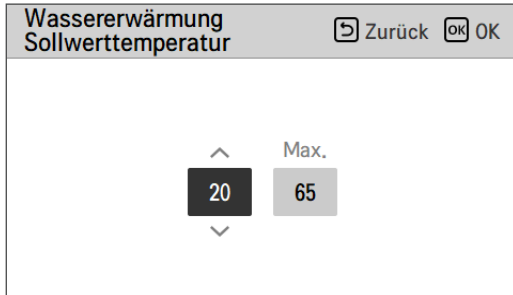 Wassererwärmung
Sollwerttemperatur
Zurück OK OK
Max.
20 65